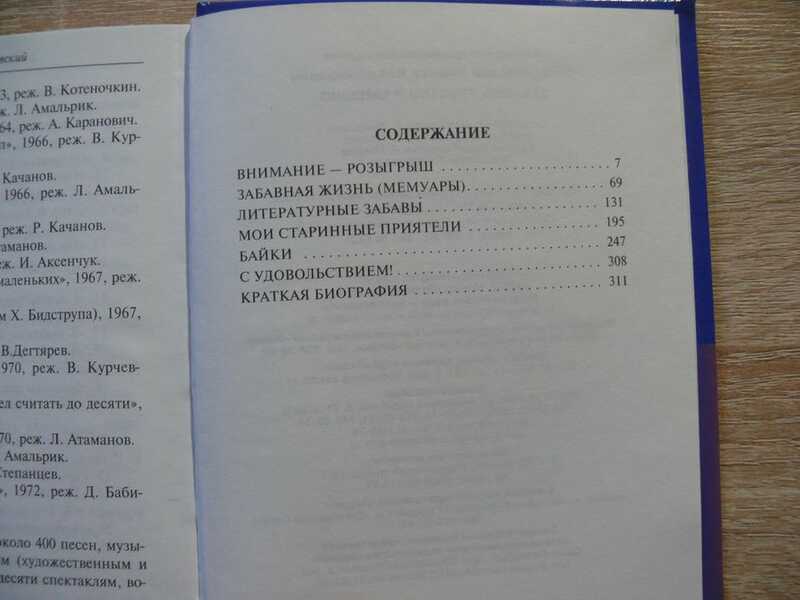 вский
3, реж. В. Котеночкин.
ж. Л. Амальрик.
64, реж. А. Каранович.
л», 1966, реж. В. Кур-
Качанов.
1966, реж. Л. Амаль-
реж. Р. Качанов.
таманов.
еж. И. Аксенчук.
маленьких», 1967, реж.
м Х. Бидструпа), 1967,
В.Дегтярев.
970, реж. В. Курчев-
ел считать до десяти»,
70, реж. Л. Атаманов.
Амальрик.
Степанцев.
», 1972, реж. Д. Баби-
около 400 песен, музы-
м (художественным и
десяти спектаклям, во-
СОДЕРЖАНИЕ
ВНИМАНИЕ — РОЗЫГРЫШ . . . . . . . . . . . . . . . . . . . . . 7
ЗАБАВНАЯ ЖИЗНЬ (МЕМУАРЫ). . . . . . . . . . . . . . . . . 69
ЛИТЕРАТУРНЫЕ ЗАБАВЫ . . . . . . . . . . . . . . . . . . . . . 131
МОИ СТАРИННЫЕ ПРИЯТЕЛИ . . . . . . . . . . . . . . . . . 195
БАЙКИ . . . . . . . . . . . . . . . . . . . . . . . . . . . . . . . . . . . . . 247
С УДОВОЛЬСТВИЕМ! . . . . . . . . . . . . . . . . . . . . . . . . . 308
КРАТКАЯ БИОГРАФИЯ . . . . . . . . . . . . . . . . . . . . . . . 311